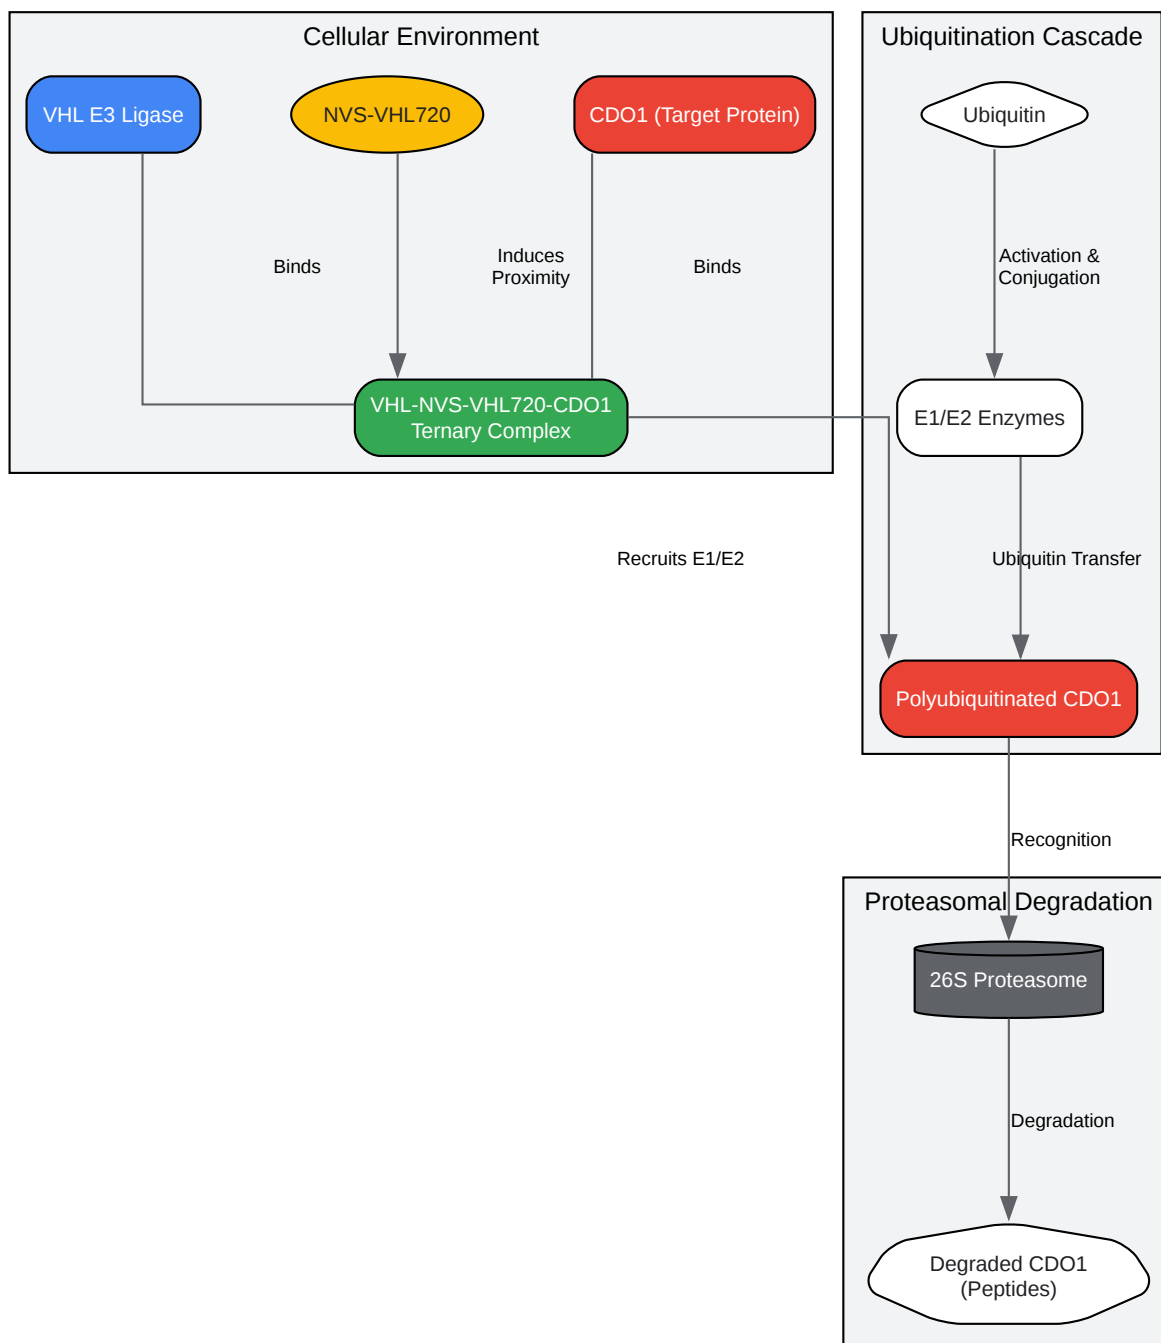 Cellular Environment
VHL E3 Ligase
NVS-VHL720
CDO1 (Target Protein)
Binds
Induces
Proximity
Binds
VHL-NVS-VHL720-CDO1
Ternary Complex
Recruits E1/E2
Ubiquitination Cascade
Ubiquitin
Activation &
Conjugation
E1/E2 Enzymes
Ubiquitin Transfer
Polyubiquitinated CDO1
Recognition
Proteasomal Degradation
26S Proteasome
Degradation
Degraded CDO1
(Peptides)